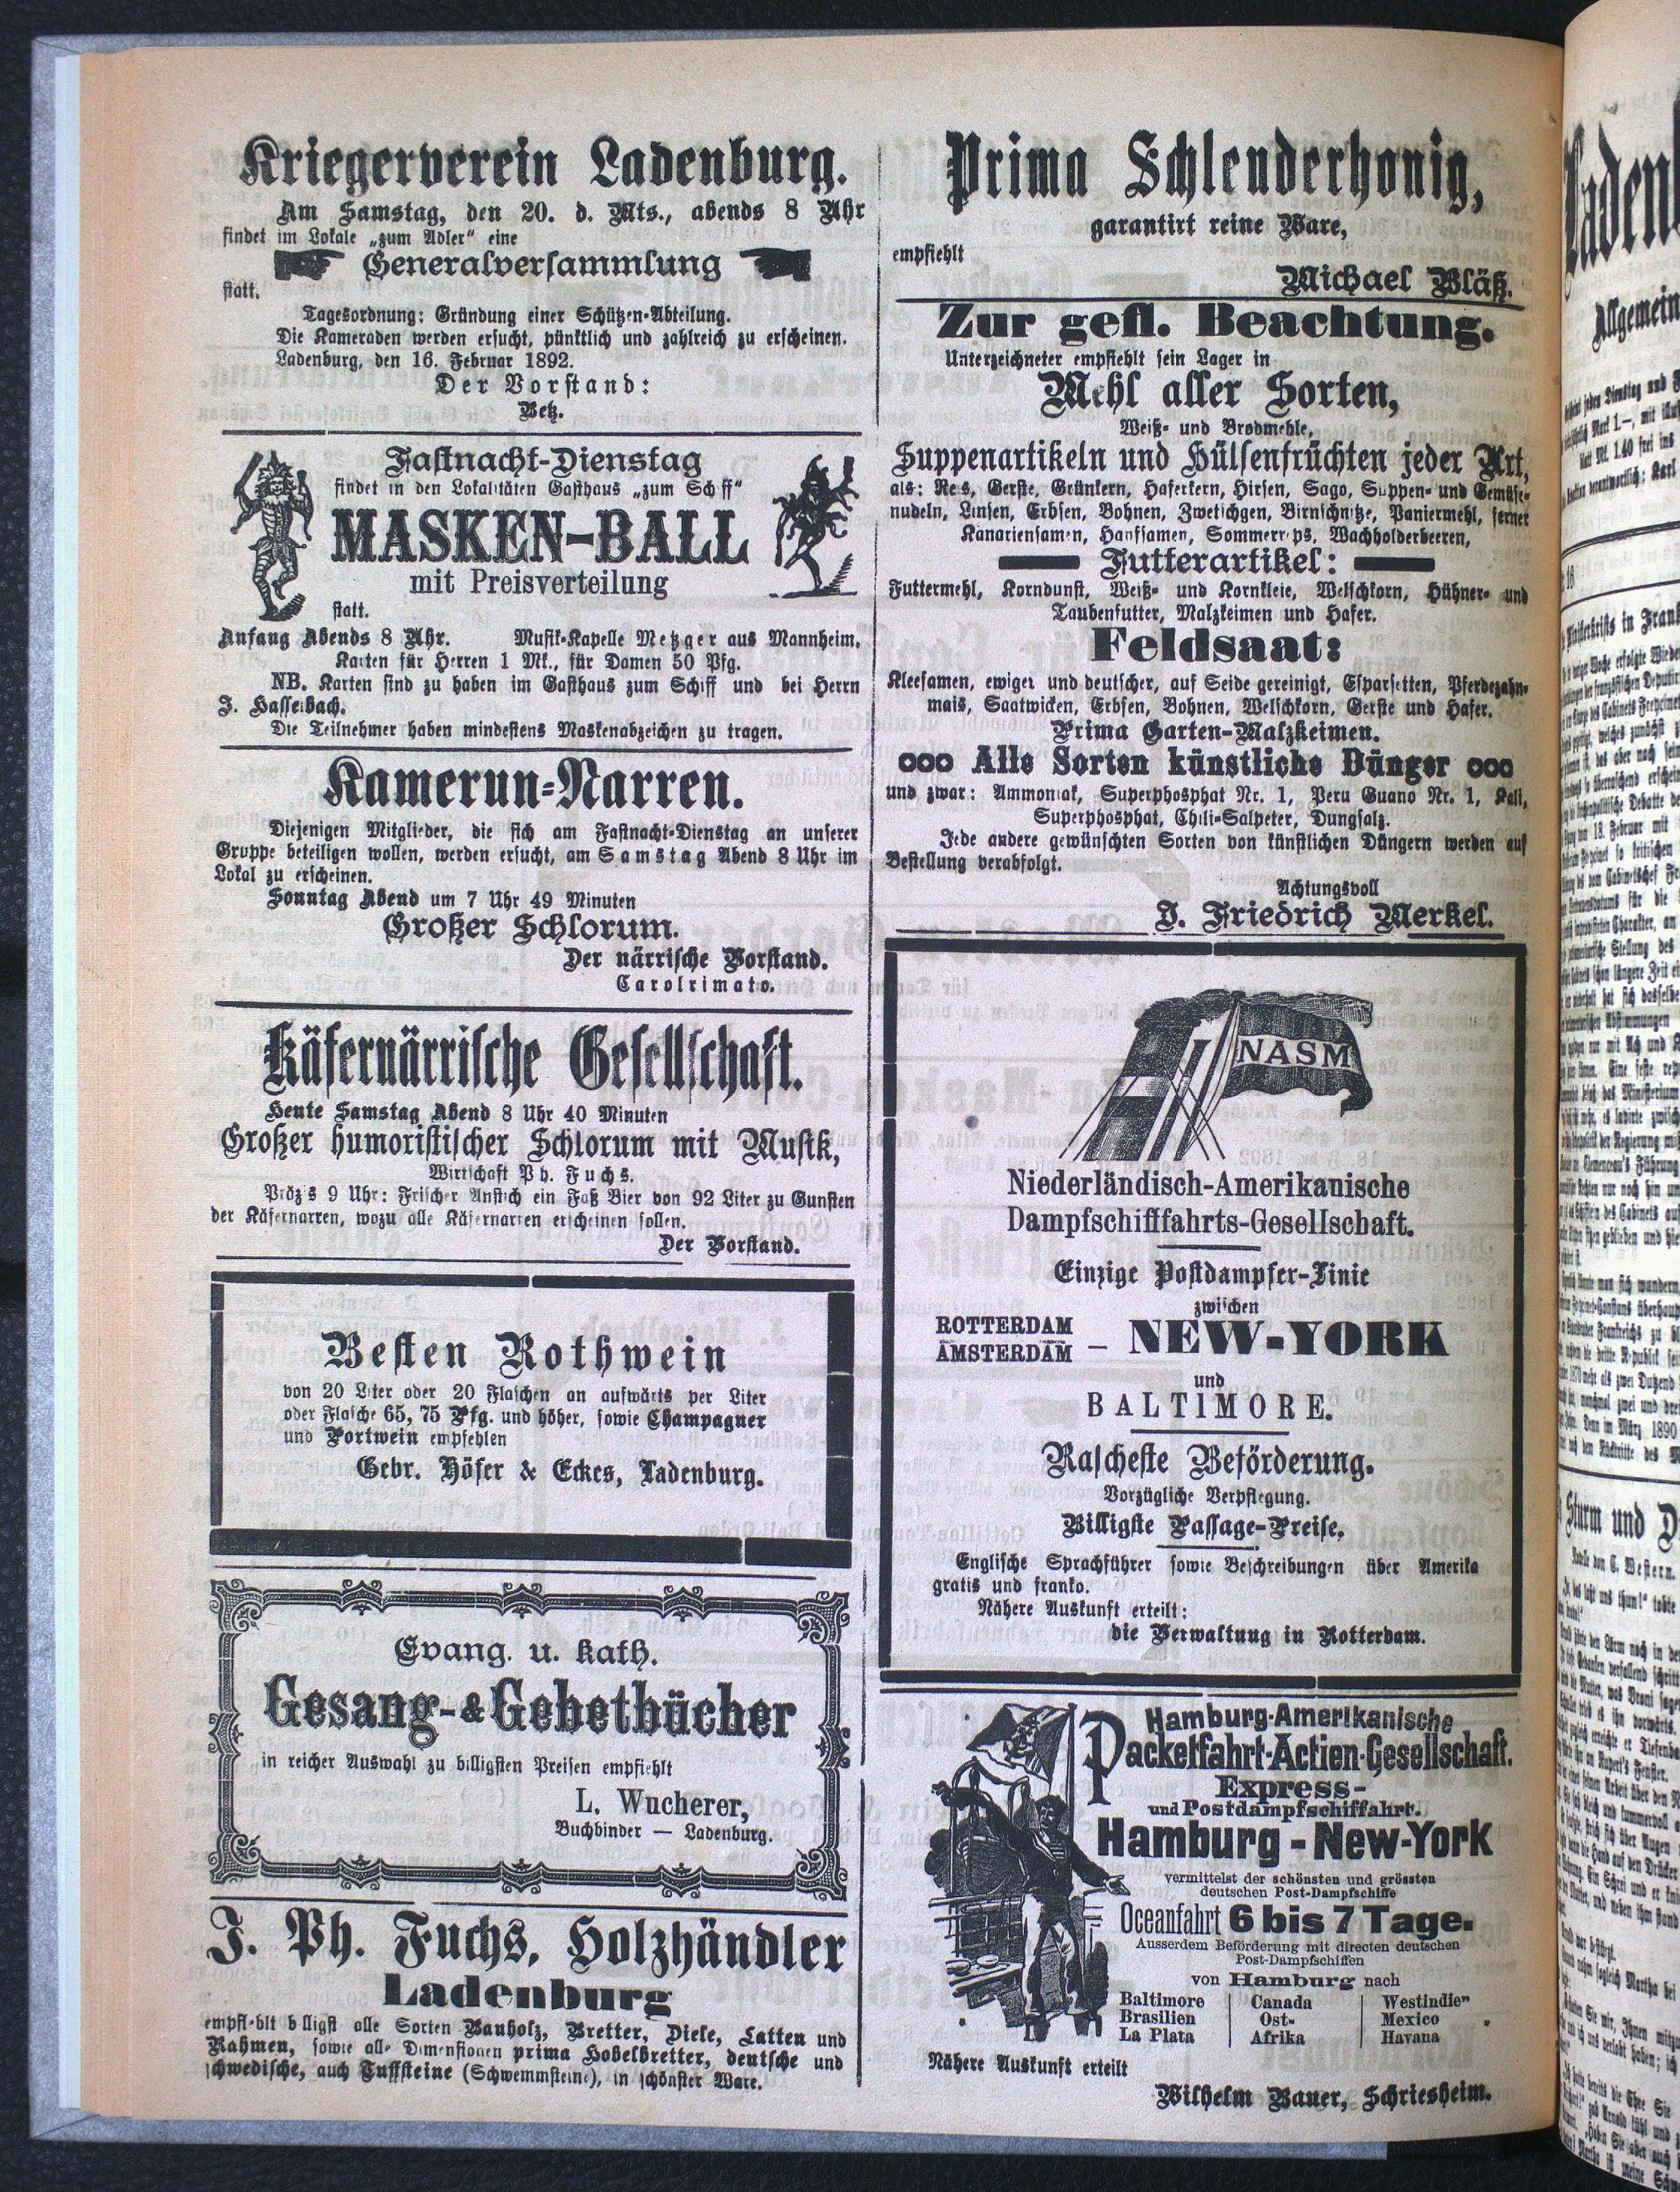 Kriegerverein Ladenburg.
Am Samstag, den 20. d. Mts., abends 8 Uhr
findet im Lokale „zum Adler“ eine
Generalversammlung
statt.
Tagesordnung: Gründung einer Schützen-Abteilung.
Die Kameraden werden ersucht, pünktlich und zahlreich zu erscheinen.
Ladenburg, den 16. Februar 1892.
Der Vorstand:
Betz.
Fastnacht-Dienstag
findet in den Lokalitäten Gasthaus „zum Schiff“
MASKEN-BALL
mit Preisverteilung
statt.
Anfang Abends 8 Uhr. Musik-Kapelle Metzger aus Mannheim.
Karten für Herren 1 Mk., für Damen 50 Pfg.
NB. Karten sind zu haben im Gasthaus zum Schiff und bei Herrn
J. Hasselbach.
Die Teilnehmer haben mindestens Maskenabzeichen zu tragen.
Kamerun-Narren.
Diejenigen Mitglieder, die sich am Fastnacht-Dienstag an unserer
Gruppe beteiligen wollen, werden ersucht, am Samstag Abend 8 Uhr im
Lokal zu erscheinen.
Sonntag Abend um 7 Uhr 49 Minuten
Großer Schlorum.
Der närrische Vorstand.
Carolrimato.
Käfernärrische Gesellschaft.
Heute Samstag Abend 8 Uhr 40 Minuten
Großer humoristischer Schlorum mit Musik,
Wirtschaft Ph. Fuchs.
Präzis 9 Uhr: Frischer Anstich ein Faß Bier von 92 Liter zu Gunsten
der Käfernarren, wozu alle Käfernarren erscheinen sollen.
Der Vorstand.
Besten Rothwein
von 20 Liter oder 20 Flaschen an aufwärts per Liter
oder Flasche 65, 75 Pfg. und höher, sowie Champagner
und Portwein empfehlen
Gebr. Höfer & Eckes, Ladenburg.
Evang. u. kath.
Gesang- & Gebetbücher
in reicher Auswahl zu billigsten Preisen empfiehlt
L. Wucherer,
Buchbinder — Ladenburg.
J. Ph. Fuchs, Holzhändler
Ladenburg
empfiehlt billigst alle Sorten Bauholz, Bretter, Diele, Latten und
Rahmen, sowie alle Dimensionen prima Hobelbretter, deutsche und
schwedische, auch Tuffsteine (Schwemmsteine), in schönster Ware.
Prima Schlenderhonig,
garantirt reine Ware,
empfiehlt
Michael Bläß.
Zur gefl. Beachtung.
Unterzeichneter empfiehlt sein Lager in
Mehl aller Sorten,
Weiß- und Brodmehle,
Suppenartikeln und Hülsenfrüchten jeder Art,
als: Reis, Gerste, Grünkern, Haferkern, Hirsen, Sago, Suppen- und Gemüse-
nudeln, Linsen, Erbsen, Bohnen, Zwetschgen, Birnschnitze, Paniermehl, ferner
Kanariensamen, Hanfsamen, Sommerreps, Wachholderbeeren,
Futterartikel:
Futtermehl, Korndunst, Weiß- und Kornkleie, Welschkorn, Hühner- und
Taubenfutter, Malzkeimen und Hafer.
Feldsaat:
Kleesamen, ewiger und deutscher, auf Seide gereinigt, Esparsetten, Pferdezahn-
mais, Saatwicken, Erbsen, Bohnen, Welschkorn, Gerste und Hafer.
Prima Garten-Malzkeimen.
ooo Alle Sorten künstliche Dünger ooo
und zwar: Ammoniak, Superphosphat Nr. 1, Peru Guano Nr. 1, Kali,
Superphosphat, Chili-Salpeter, Dungsalz.
Jede andere gewünschten Sorten von künstlichen Düngern werden auf
Bestellung verabfolgt.
Achtungsvoll
J. Friedrich Merkel.
NASM
Niederländisch-Amerikanische
Dampfschifffahrts-Gesellschaft.
Einzige Postdampfer-Linie
zwischen
ROTTERDAM
AMSTERDAM — NEW-YORK
und
BALTIMORE.
Rascheste Beförderung.
Vorzügliche Verpflegung.
Billigste Passage-Preise.
Englische Sprachführer sowie Beschreibungen über Amerika
gratis und franko.
Nähere Auskunft erteilt:
die Verwaltung in Rotterdam.
Hamburg-Amerikanische
Packetfahrt-Actien-Gesellschaft.
Express-
und Postdampfschiffahrt.
Hamburg - New-York
vermittelst der schönsten und grössten
deutschen Post-Dampfschiffe
Oceanfahrt 6 bis 7 Tage.
Ausserdem Beförderung mit directen deutschen
Post-Dampfschiffen
von Hamburg nach
Baltimore Canada Westindien
Brasilien Ost- Mexico
La Plata Afrika Havana
Nähere Auskunft erteilt
Wilhelm Bauer, Schriesheim.